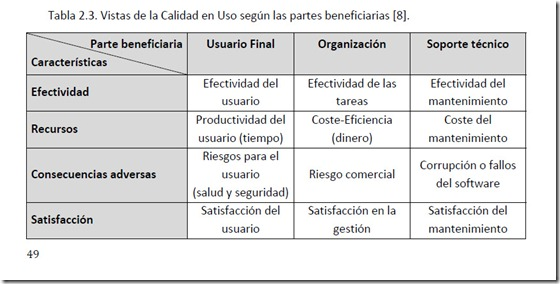 Tabla 2.3. Vistas de la Calidad en Uso según las partes beneficiarias [8].
Parte beneficiaria
Características
Usuario Final
Organización
Soporte técnico
Efectividad
Efectividad del
usuario
Efectividad de las
tareas
Efectividad del
mantenimiento
Recursos
Productividad del
usuario (tiempo)
Coste-Eficiencia
(dinero)
Coste del
mantenimiento
Consecuencias adversas
Riesgos para el
usuario
(salud y seguridad)
Riesgo comercial
Corrupción o fallos
del software
Satisfacción
Satisfacción del
usuario
Satisfacción en la
gestión
Satisfacción del
mantenimiento
49